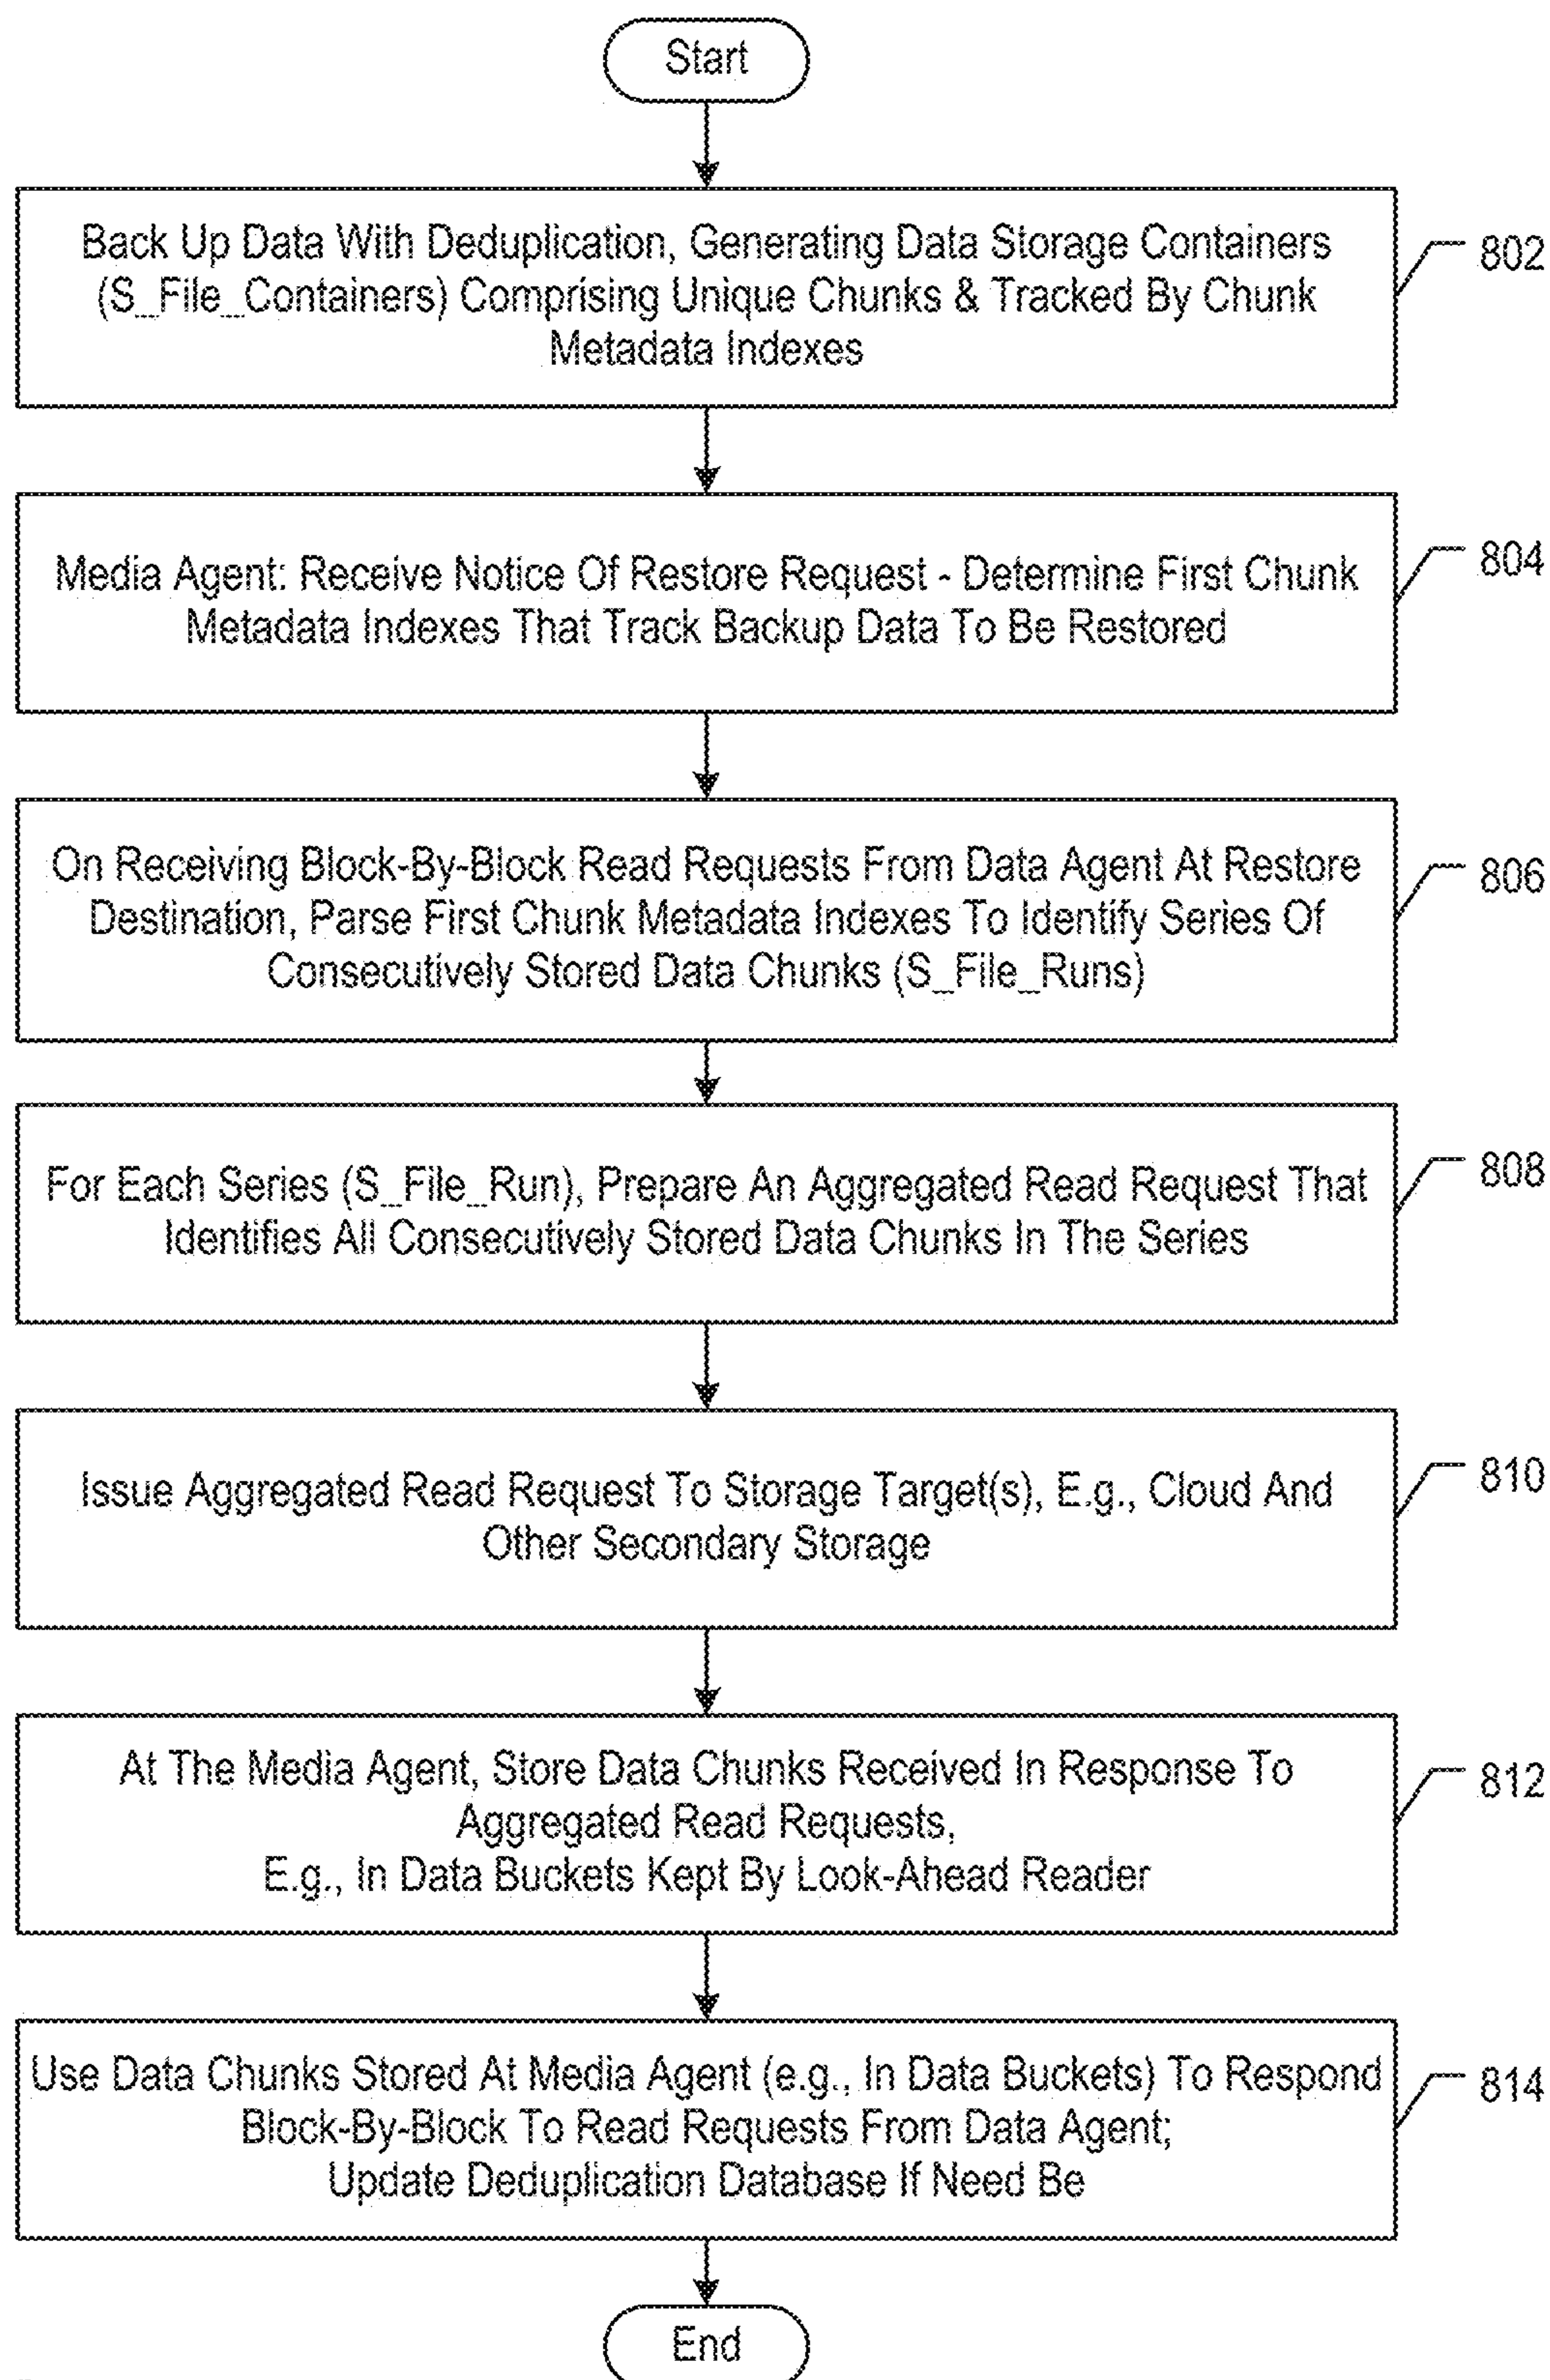 Start
Back Up Data With Deduplication, Generating Data Storage Containers
(S_File_Containers) Comprising Unique Chunks & Tracked By Chunk
Metadata Indexes
802
Media Agent: Receive Notice Of Restore Request - Determine First Chunk
Metadata Indexes That Track Backup Data To Be Restored
804
On Receiving Block-By-Block Read Requests From Data Agent At Restore
Destination, Parse First Chunk Metadata Indexes To Identify Series Of
Consecutively Stored Data Chunks (S_File_Runs)
806
For Each Series (S_File_Run), Prepare An Aggregated Read Request That
Identifies All Consecutively Stored Data Chunks In The Series
808
Issue Aggregated Read Request To Storage Target(s), E.g., Cloud And
Other Secondary Storage
810
At The Media Agent, Store Data Chunks Received In Response To
Aggregated Read Requests,
E.g., In Data Buckets Kept By Look-Ahead Reader
812
Use Data Chunks Stored At Media Agent (e.g., In Data Buckets) To Respond
Block-By-Block To Read Requests From Data Agent;
Update Deduplication Database If Need Be
814
End